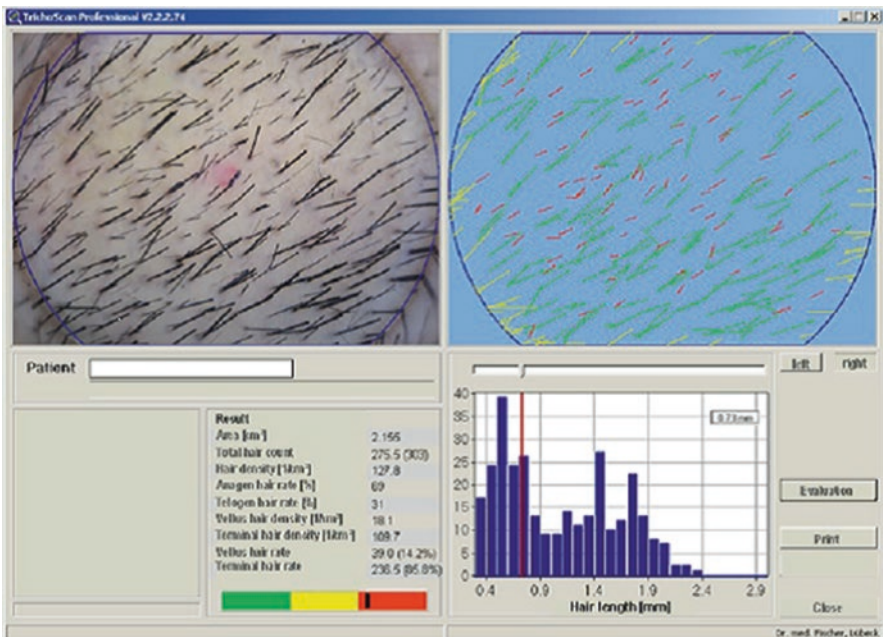 TrichoScan Professional V2.2.2.74
Patient
left right
Result
Area [cm²] 2.155
Total hair count 275.5 (303)
Hair density [1/cm²] 127.8
Anagen hair rate [%] 69
Telogen hair rate [%] 31
Vellus hair density [1/cm²] 18.1
Terminal hair density [1/cm²] 109.7
Vellus hair rate 39.0 (14.2%)
Terminal hair rate 236.5 (85.8%)
40
35
30
25
20
15
10
5
0
0.73 mm
0.4 0.9 1.4 1.9 2.4 2.9
Hair length [mm]
Evaluation
Print
Close
Dr. med. Fischer, Lübeck